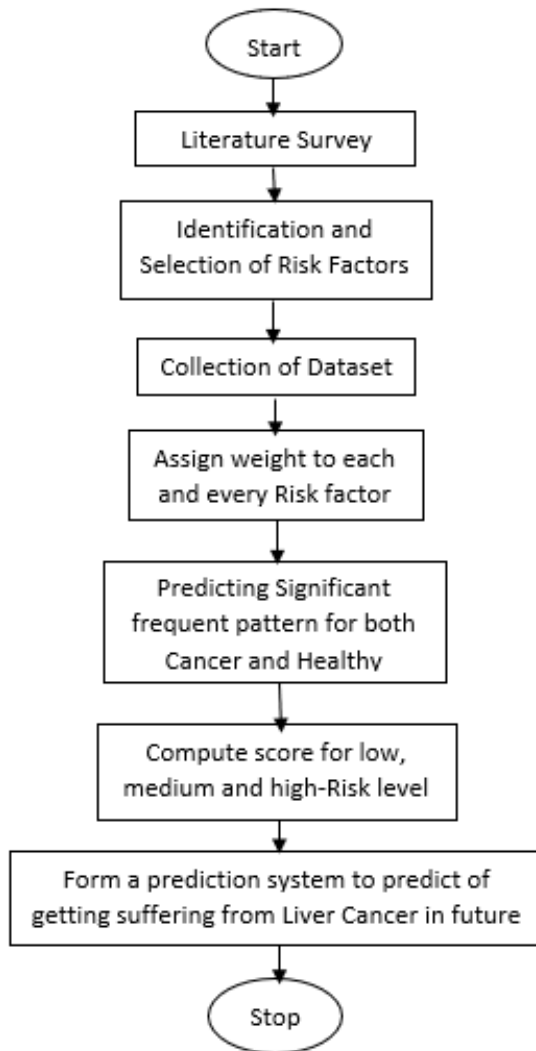 Start
Literature Survey
Identification and
Selection of Risk Factors
Collection of Dataset
Assign weight to each
and every Risk factor
Predicting Significant
frequent pattern for both
Cancer and Healthy
Compute score for low,
medium and high-Risk level
Form a prediction system to predict of
getting suffering from Liver Cancer in future
Stop